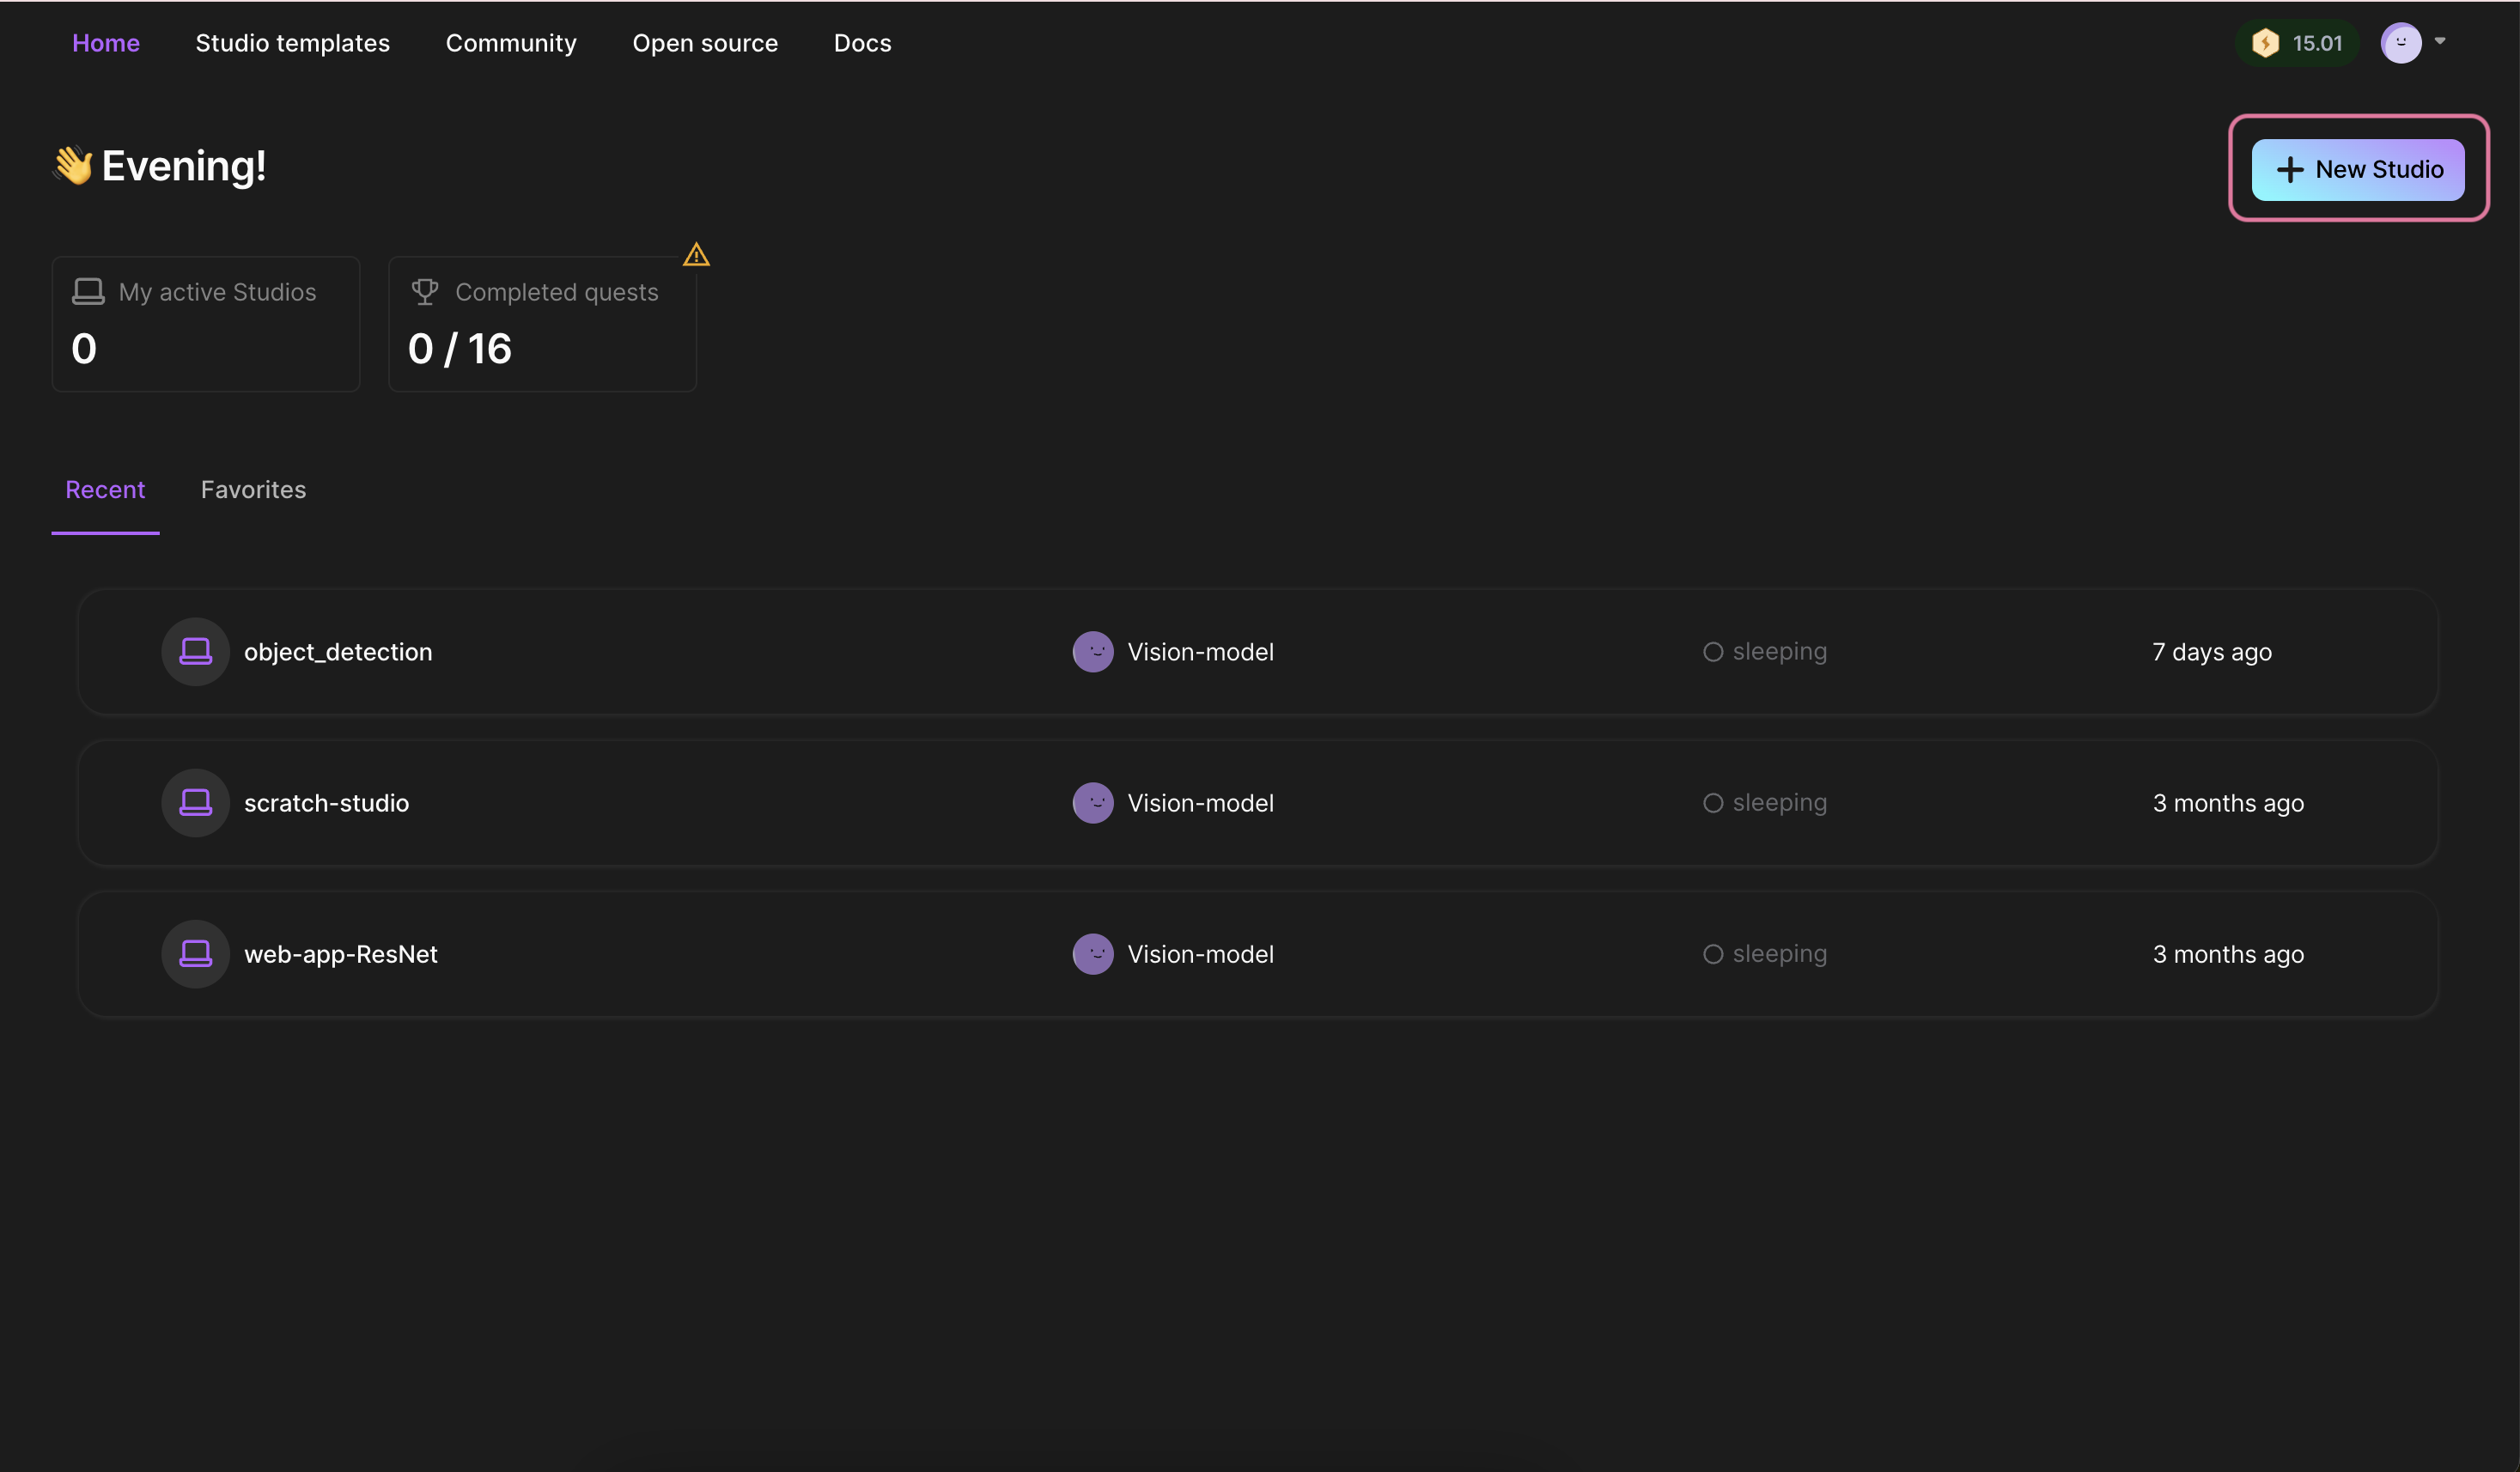 Home Studio templates Community Open source Docs 15.01
👋 Evening!
New Studio
My active Studios
0
Completed quests
0 / 16
Recent Favorites
object_detection Vision-model sleeping 7 days ago
scratch-studio Vision-model sleeping 3 months ago
web-app-ResNet Vision-model sleeping 3 months ago